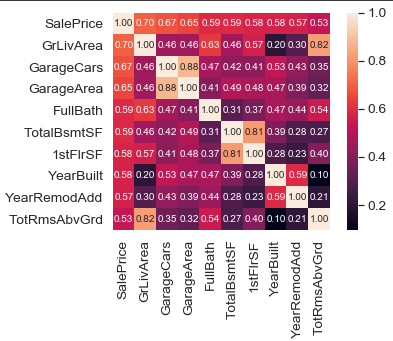 SalePrice 1.00 0.70 0.67 0.65 0.59 0.59 0.58 0.58 0.57 0.53
GrLivArea 0.70 1.00 0.46 0.46 0.63 0.46 0.57 0.20 0.30 0.82
GarageCars 0.67 0.46 1.00 0.88 0.47 0.42 0.41 0.53 0.43 0.35
GarageArea 0.65 0.46 0.88 1.00 0.41 0.49 0.48 0.47 0.39 0.32
FullBath 0.59 0.63 0.47 0.41 1.00 0.31 0.37 0.47 0.44 0.54
TotalBsmtSF 0.59 0.46 0.42 0.49 0.31 1.00 0.81 0.39 0.28 0.27
1stFlrSF 0.58 0.57 0.41 0.48 0.37 0.81 1.00 0.28 0.23 0.40
YearBuilt 0.58 0.20 0.53 0.47 0.47 0.39 0.28 1.00 0.59 0.10
YearRemodAdd 0.57 0.30 0.43 0.39 0.44 0.28 0.23 0.59 1.00 0.21
TotRmsAbvGrd 0.53 0.82 0.35 0.32 0.54 0.27 0.40 0.10 0.21 1.00
SalePrice
GrLivArea
GarageCars
GarageArea
FullBath
TotalBsmtSF
1stFlrSF
YearBuilt
YearRemodAdd
TotRmsAbvGrd
1.0
0.8
0.6
0.4
0.2